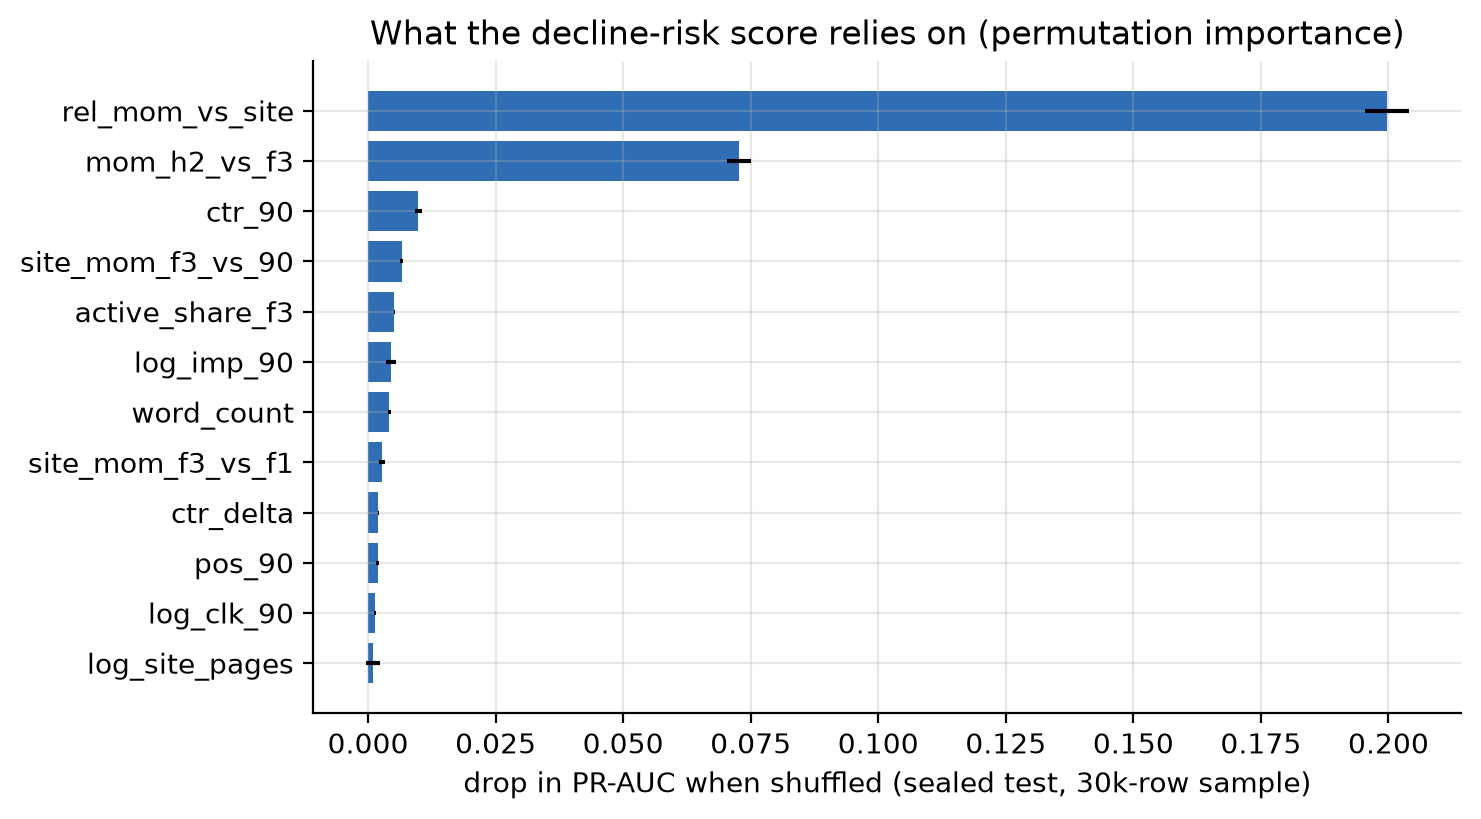 What the decline-risk score relies on (permutation importance)
rel_mom_vs_site
mom_h2_vs_f3
ctr_90
site_mom_f3_vs_90
active_share_f3
log_imp_90
word_count
site_mom_f3_vs_f1
ctr_delta
pos_90
log_clk_90
log_site_pages
0.000 0.025 0.050 0.075 0.100 0.125 0.150 0.175 0.200
drop in PR-AUC when shuffled (sealed test, 30k-row sample)